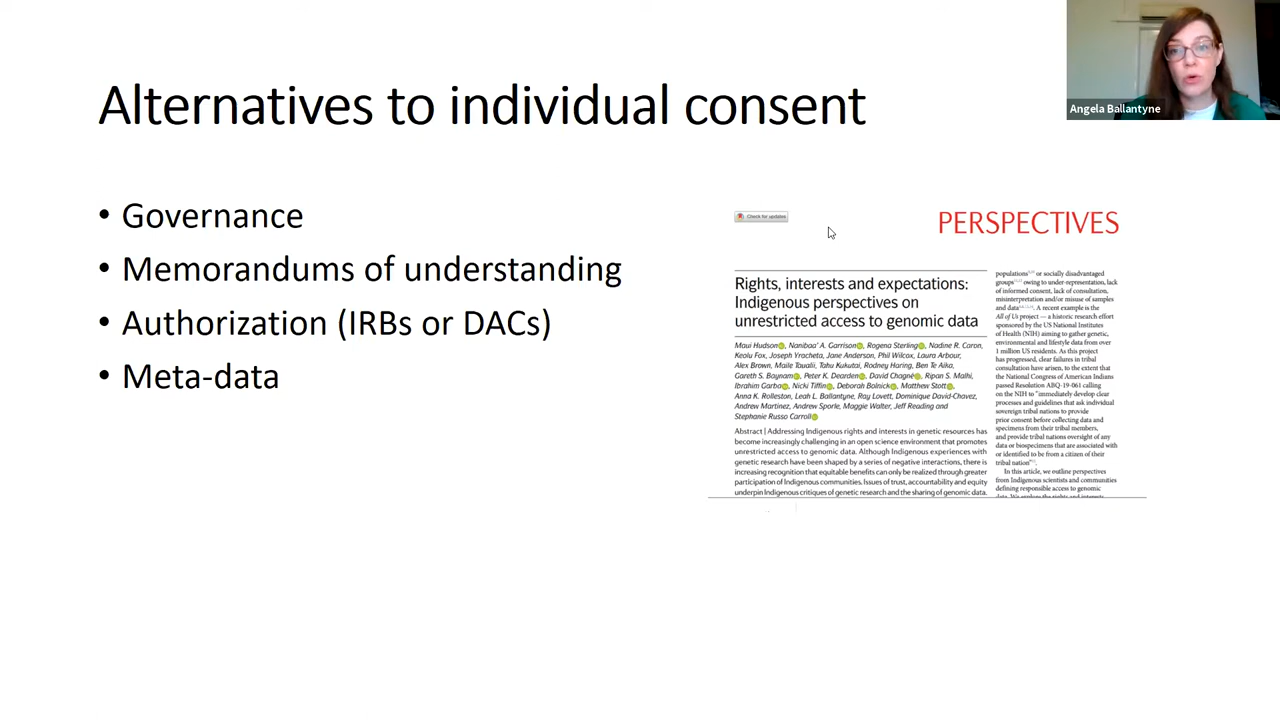 Alternatives to individual consent
Angela Ballantyne
• Governance
• Memorandums of understanding
• Authorization (IRBs or DACs)
• Meta-data
Check for updates
PERSPECTIVES
Rights, interests and expectations:
Indigenous perspectives on
unrestricted access to genomic data
Maui Hudson, Nanibaa' A. Garrison, Rogena Sterling, Nadine R. Caron,
Keolu Fox, Joseph Yracheta, Jane Anderson, Phil Wilcox, Laura Arbour,
Alex Brown, Maile Taualii, Tahu Kukutai, Rodney Haring, Ben Te Aika,
Gareth S. Baynam, Peter K. Dearden, David Chagné, Ripan S. Malhi,
Ibrahim Garba, Nicki Tiffin, Deborah Bolnick, Matthew Stott,
Anna K. Rolleston, Leah L. Ballantyne, Ray Lovett, Dominique David-Chavez,
Andrew Martinez, Andrew Sporle, Maggie Walter, Jeff Reading and
Stephanie Russo Carroll
Abstract | Addressing Indigenous rights and interests in genetic resources has
become increasingly challenging in an open science environment that promotes
unrestricted access to genomic data. Although Indigenous experiences with
genetic research have been shaped by a series of negative interactions, there is
increasing recognition that equitable benefits can only be realized through greater
participation of Indigenous communities. Issues of trust, accountability and equity
underpin Indigenous critiques of genetic research and the sharing of genomic data.
populations or socially disadvantaged
groups owing to under-representation, lack
of informed consent, lack of consultation,
misinterpretation and/or misuse of samples
and data. A recent example is the
All of Us project — a historic research effort
sponsored by the US National Institutes
of Health (NIH) aiming to gather genetic,
environmental and lifestyle data from over
1 million US residents. As this project
has progressed, clear failures in tribal
consultation have arisen, to the extent that
the National Congress of American Indians
passed Resolution ABQ-19-061 calling
on the NIH to “immediately develop clear
processes and guidelines that ask individual
sovereign tribal nations to provide
prior consent before collecting data and
specimens from their tribal members,
and provide tribal nations oversight of any
data or biospecimens that are associated with
or identified to be from a citizen of their
tribal nation”.
In this article, we outline perspectives
from Indigenous scientists and communities
defining responsible access to genomic